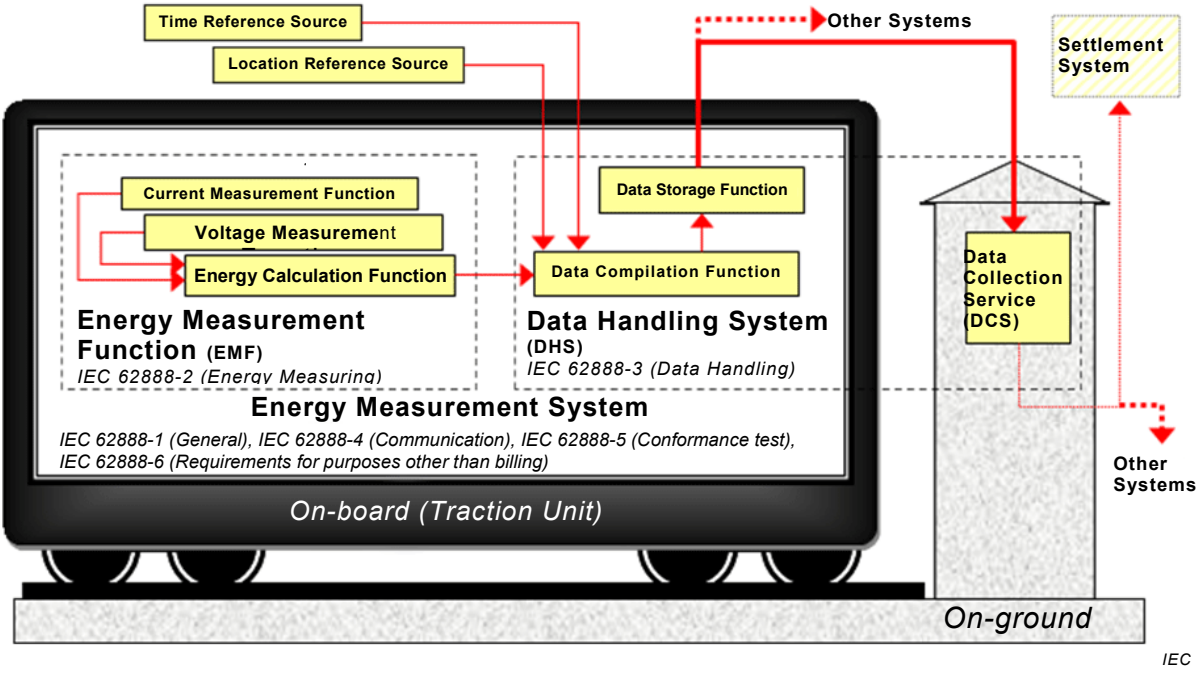 Time Reference Source
Other Systems
Location Reference Source
Settlement
System
Current Measurement Function
Data Storage Function
Voltage Measurement
Energy Calculation Function
Data Compilation Function
Data
Collection
Service
(DCS)
Energy Measurement
Function (EMF)
IEC 62888-2 (Energy Measuring)
Data Handling System
(DHS)
IEC 62888-3 (Data Handling)
Energy Measurement System
IEC 62888-1 (General), IEC 62888-4 (Communication), IEC 62888-5 (Conformance test),
IEC 62888-6 (Requirements for purposes other than billing)
Other
Systems
On-board (Traction Unit)
On-ground
IEC